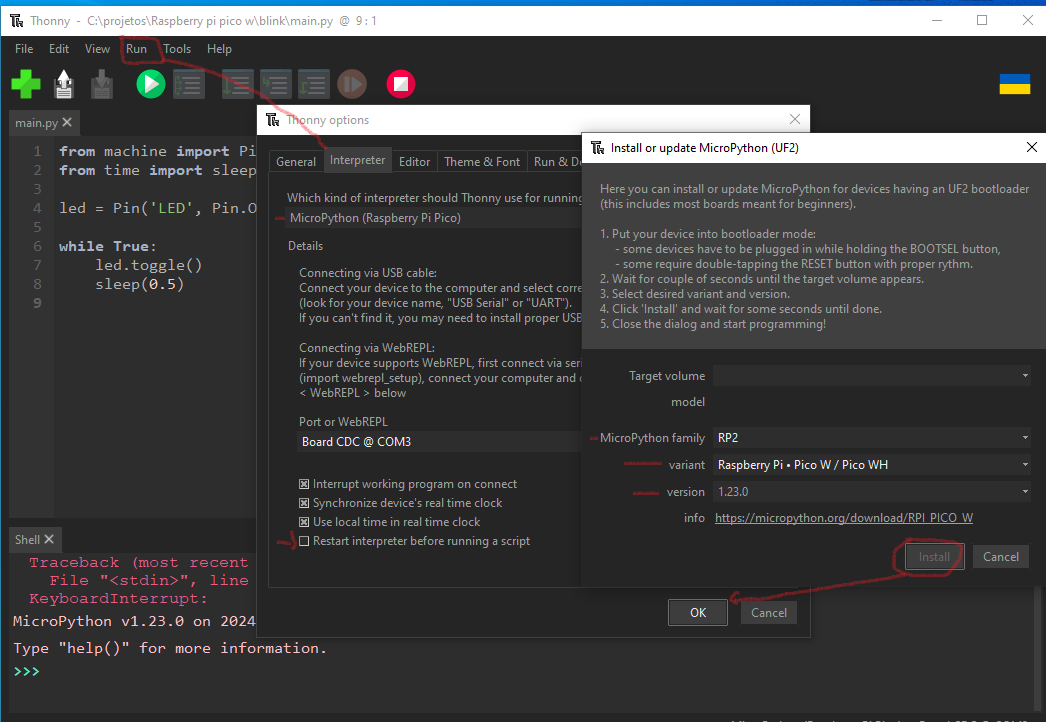 Thonny - C:\projetos\Raspberry pi pico w\blink\main.py @ 9 : 1
File Edit View Run Tools Help
main.py
1 from machine import Pi
2 from time import sleep
3
4 led = Pin('LED', Pin.O
5
6 while True:
7 led.toggle()
8 sleep(0.5)
9
Thonny options
General Interpreter Editor Theme & Font Run & De
Which kind of interpreter should Thonny use for running
MicroPython (Raspberry Pi Pico)
Details
Connecting via USB cable:
Connect your device to the computer and select corre
(look for your device name, "USB Serial" or "UART").
If you can't find it, you may need to install proper USB
Connecting via WebREPL:
If your device supports WebREPL, first connect via seri
(import webrepl_setup), connect your computer and
< WebREPL > below
Port or WebREPL
Board CDC @ COM3
Interrupt working program on connect
Synchronize device's real time clock
Use local time in real time clock
Restart interpreter before running a script
OK Cancel
Install or update MicroPython (UF2)
Here you can install or update MicroPython for devices having an UF2 bootloader
(this includes most boards meant for beginners).
1. Put your device into bootloader mode:
- some devices have to be plugged in while holding the BOOTSEL button,
- some require double-tapping the RESET button with proper rythm.
2. Wait for couple of seconds until the target volume appears.
3. Select desired variant and version.
4. Click 'Install' and wait for some seconds until done.
5. Close the dialog and start programming!
Target volume
model
MicroPython family RP2
variant Raspberry Pi • Pico W / Pico WH
version 1.23.0
info https://micropython.org/download/RPI_PICO_W
Install Cancel
Shell
Traceback (most recent
File "<stdin>", line
KeyboardInterrupt:
MicroPython v1.23.0 on 2024
Type "help()" for more information.
>>>